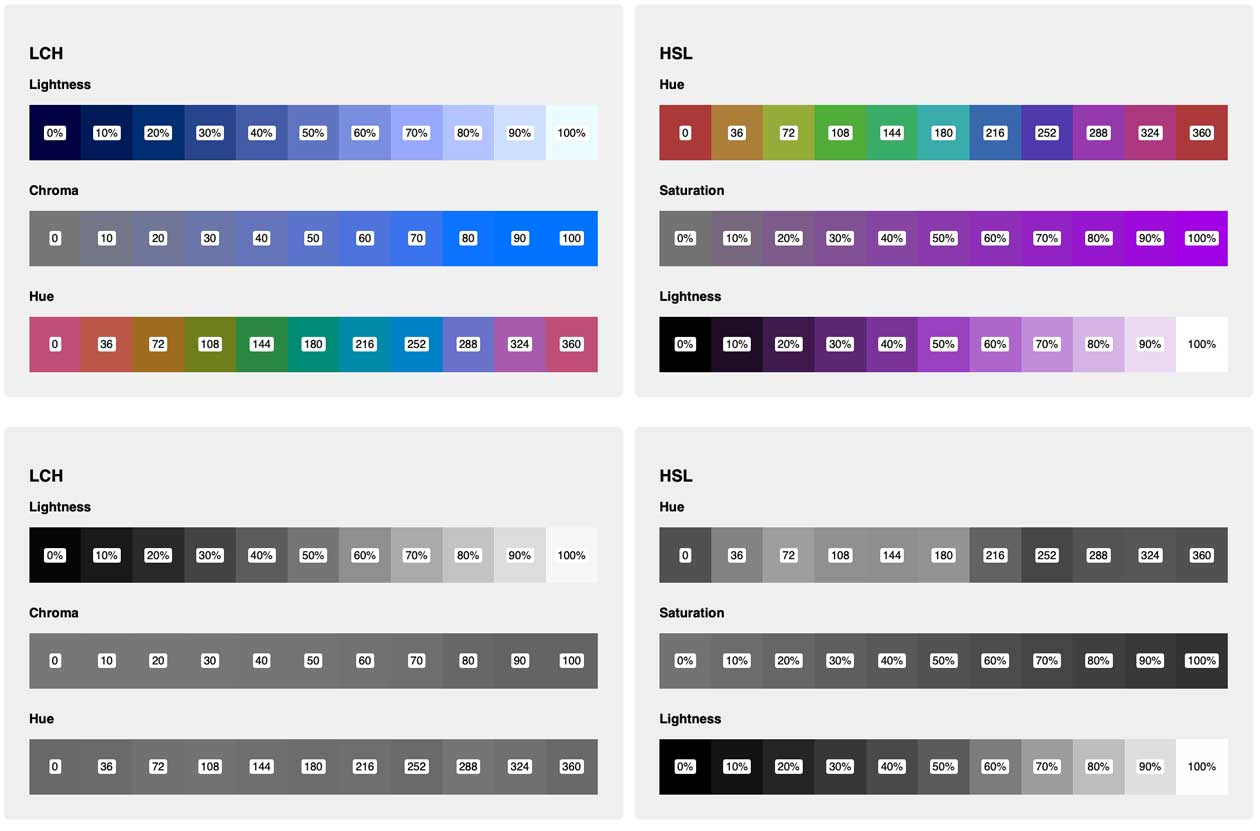 LCH
Lightness
0% 10% 20% 30% 40% 50% 60% 70% 80% 90% 100%
Chroma
0 10 20 30 40 50 60 70 80 90 100
Hue
0 36 72 108 144 180 216 252 288 324 360
HSL
Hue
0 36 72 108 144 180 216 252 288 324 360
Saturation
0% 10% 20% 30% 40% 50% 60% 70% 80% 90% 100%
Lightness
0% 10% 20% 30% 40% 50% 60% 70% 80% 90% 100%
LCH
Lightness
0% 10% 20% 30% 40% 50% 60% 70% 80% 90% 100%
Chroma
0 10 20 30 40 50 60 70 80 90 100
Hue
0 36 72 108 144 180 216 252 288 324 360
HSL
Hue
0 36 72 108 144 180 216 252 288 324 360
Saturation
0% 10% 20% 30% 40% 50% 60% 70% 80% 90% 100%
Lightness
0% 10% 20% 30% 40% 50% 60% 70% 80% 90% 100%